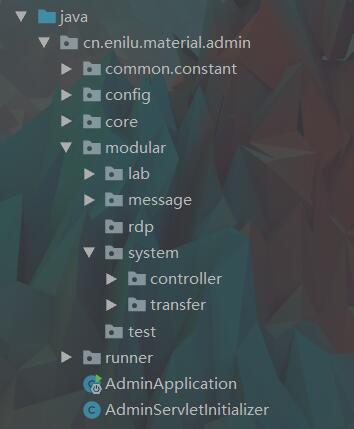 java
cn.enilu.material.admin
common.constant
config
core
modular
lab
message
rdp
system
controller
transfer
test
runner
AdminApplication
AdminServletInitializer